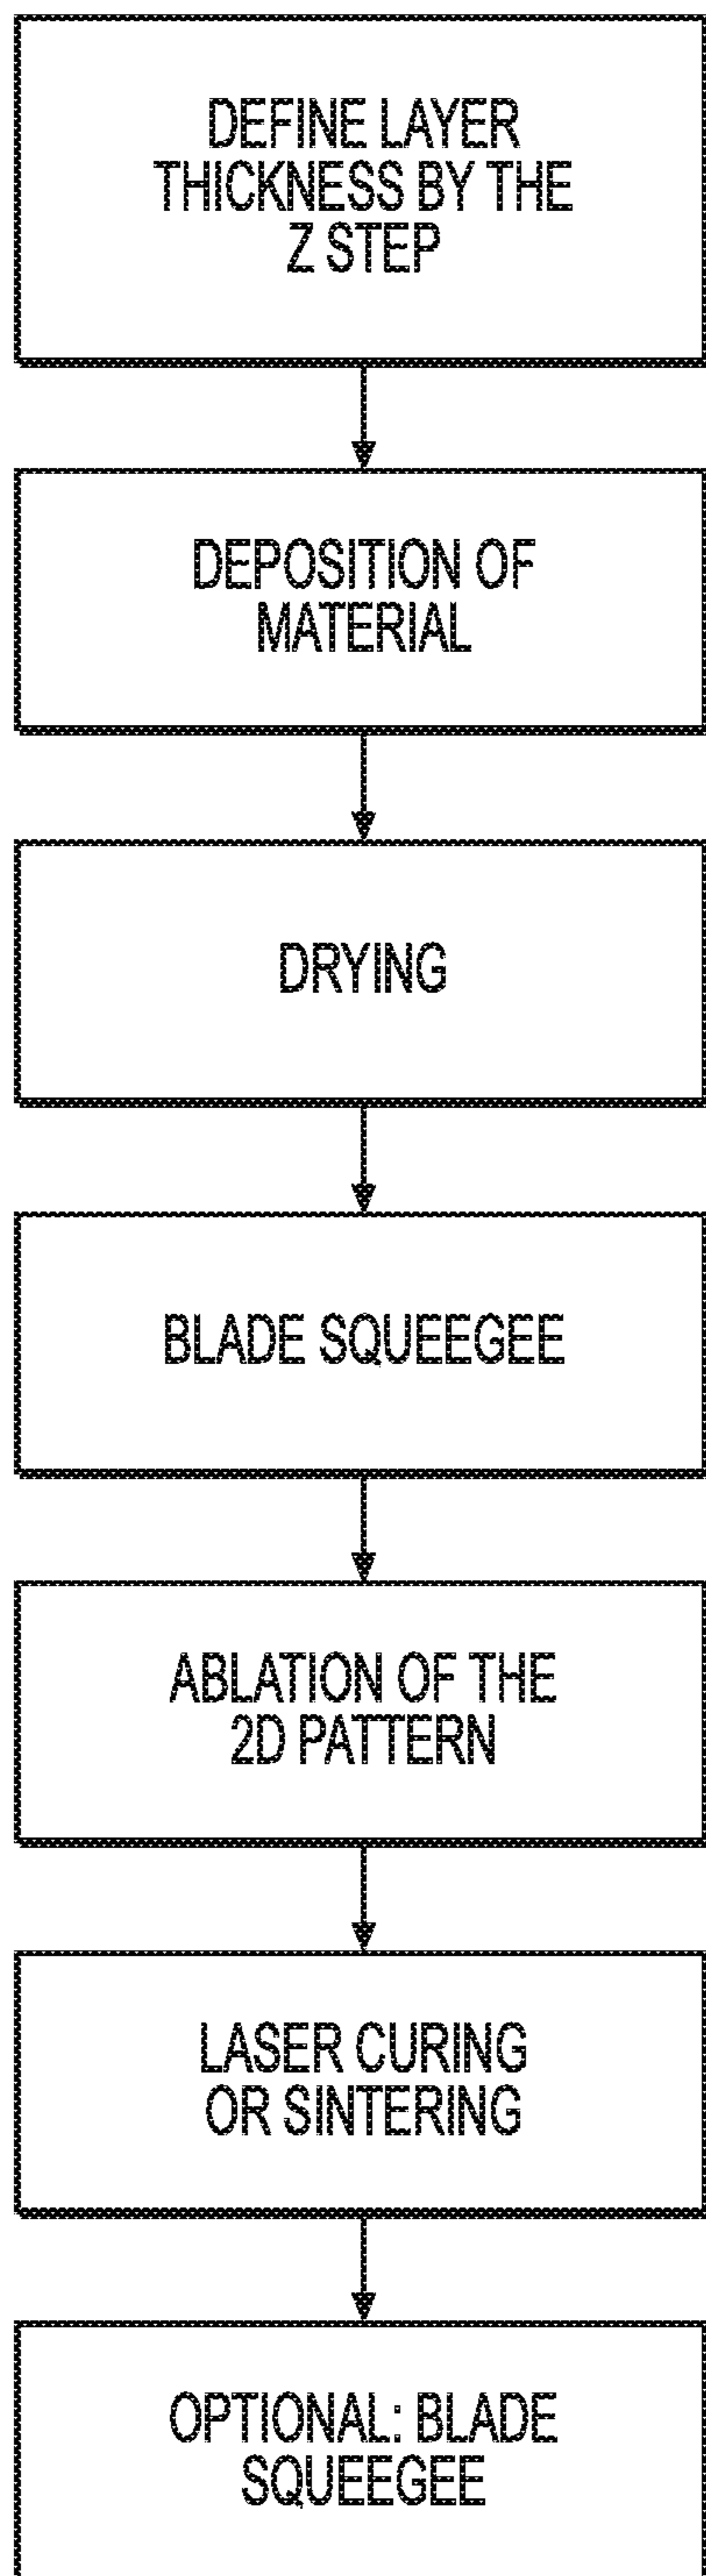 DEFINE LAYER
THICKNESS BY THE
Z STEP
DEPOSITION OF
MATERIAL
DRYING
BLADE SQUEEGEE
ABLATION OF THE
2D PATTERN
LASER CURING
OR SINTERING
OPTIONAL: BLADE
SQUEEGEE